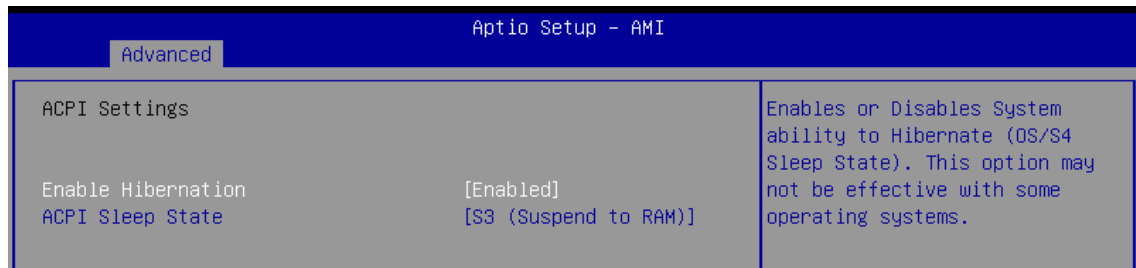 Aptio Setup – AMI
Advanced
ACPI Settings
Enable Hibernation [Enabled]
ACPI Sleep State [S3 (Suspend to RAM)]
Enables or Disables System
ability to Hibernate (OS/S4
Sleep State). This option may
not be effective with some
operating systems.